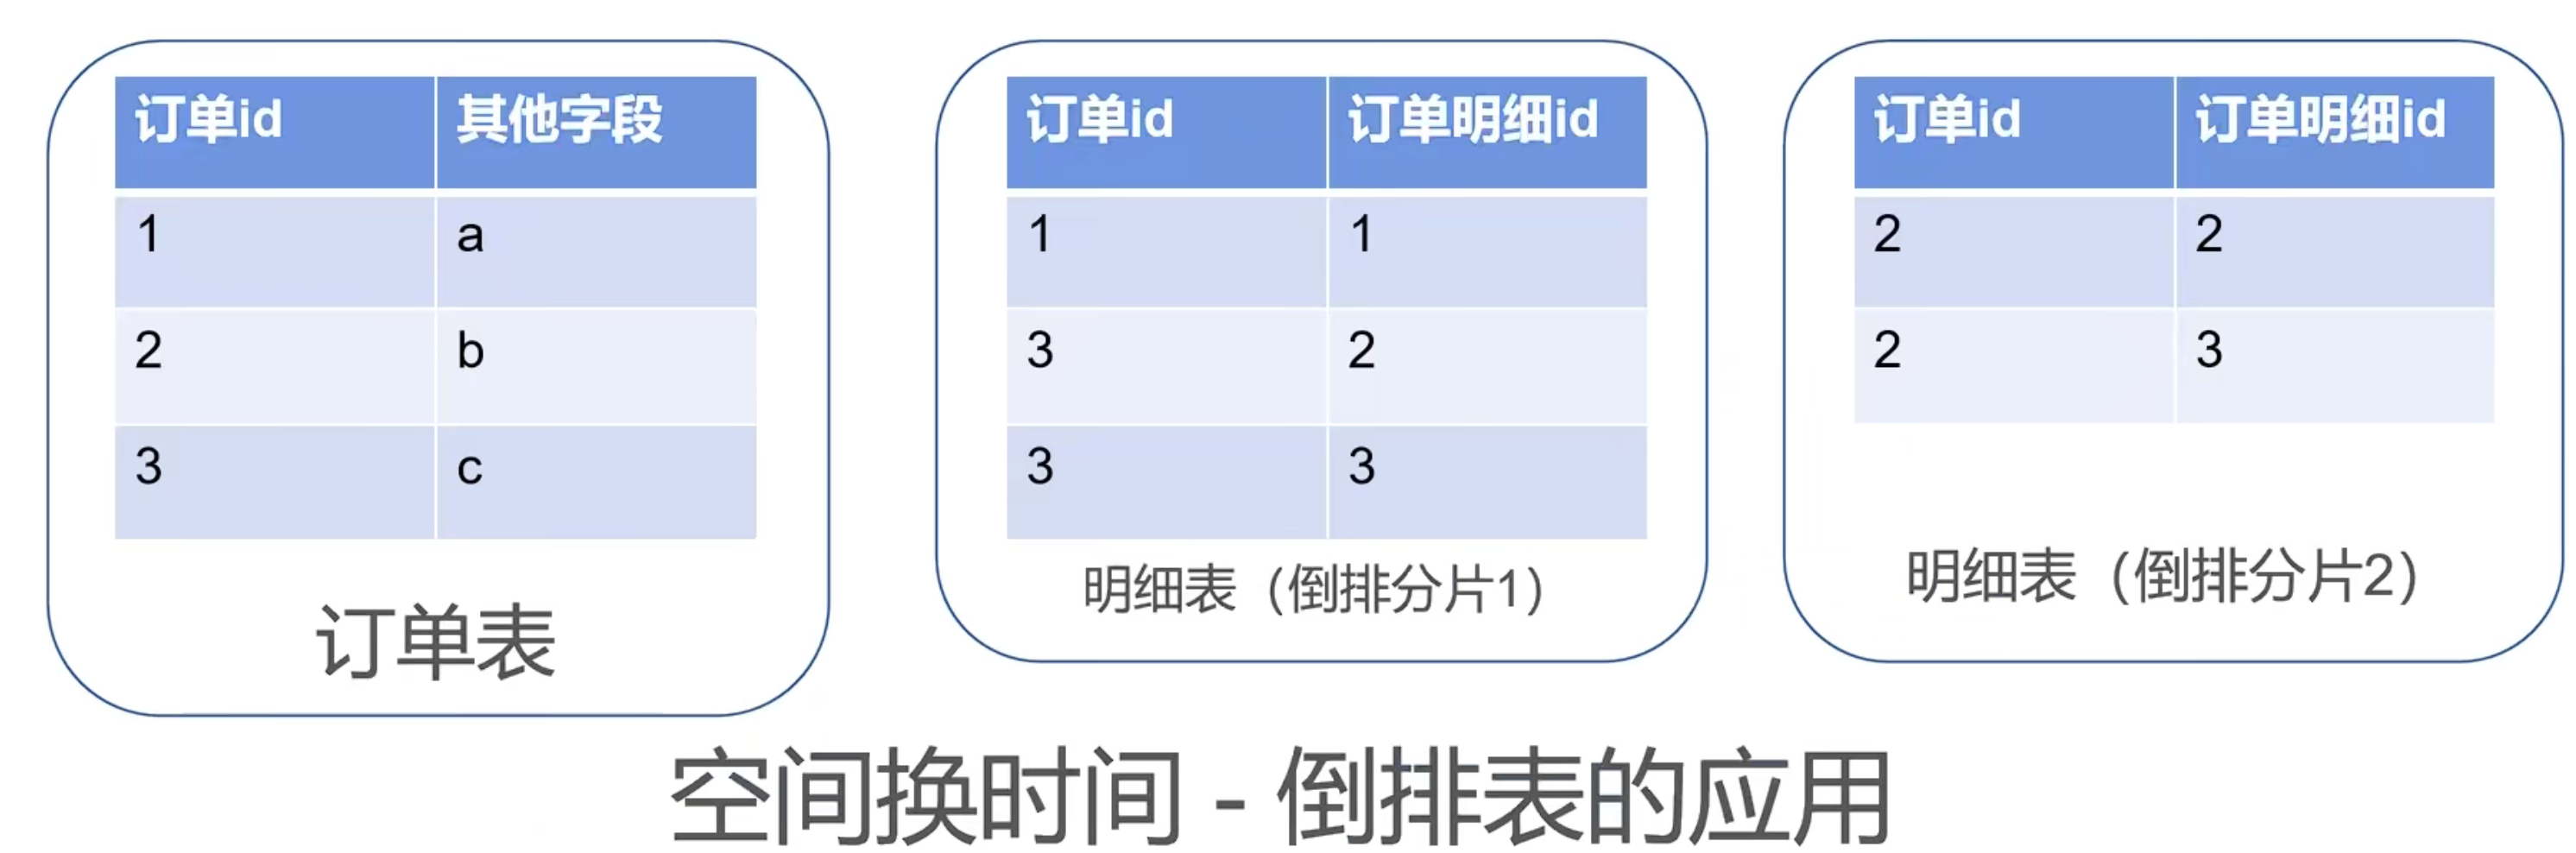 订单id 其他字段
1 a
2 b
3 c
订单表
订单id 订单明细id
1 1
3 2
3 3
明细表（倒排分片1）
订单id 订单明细id
2 2
2 3
明细表（倒排分片2）
空间换时间 - 倒排表的应用